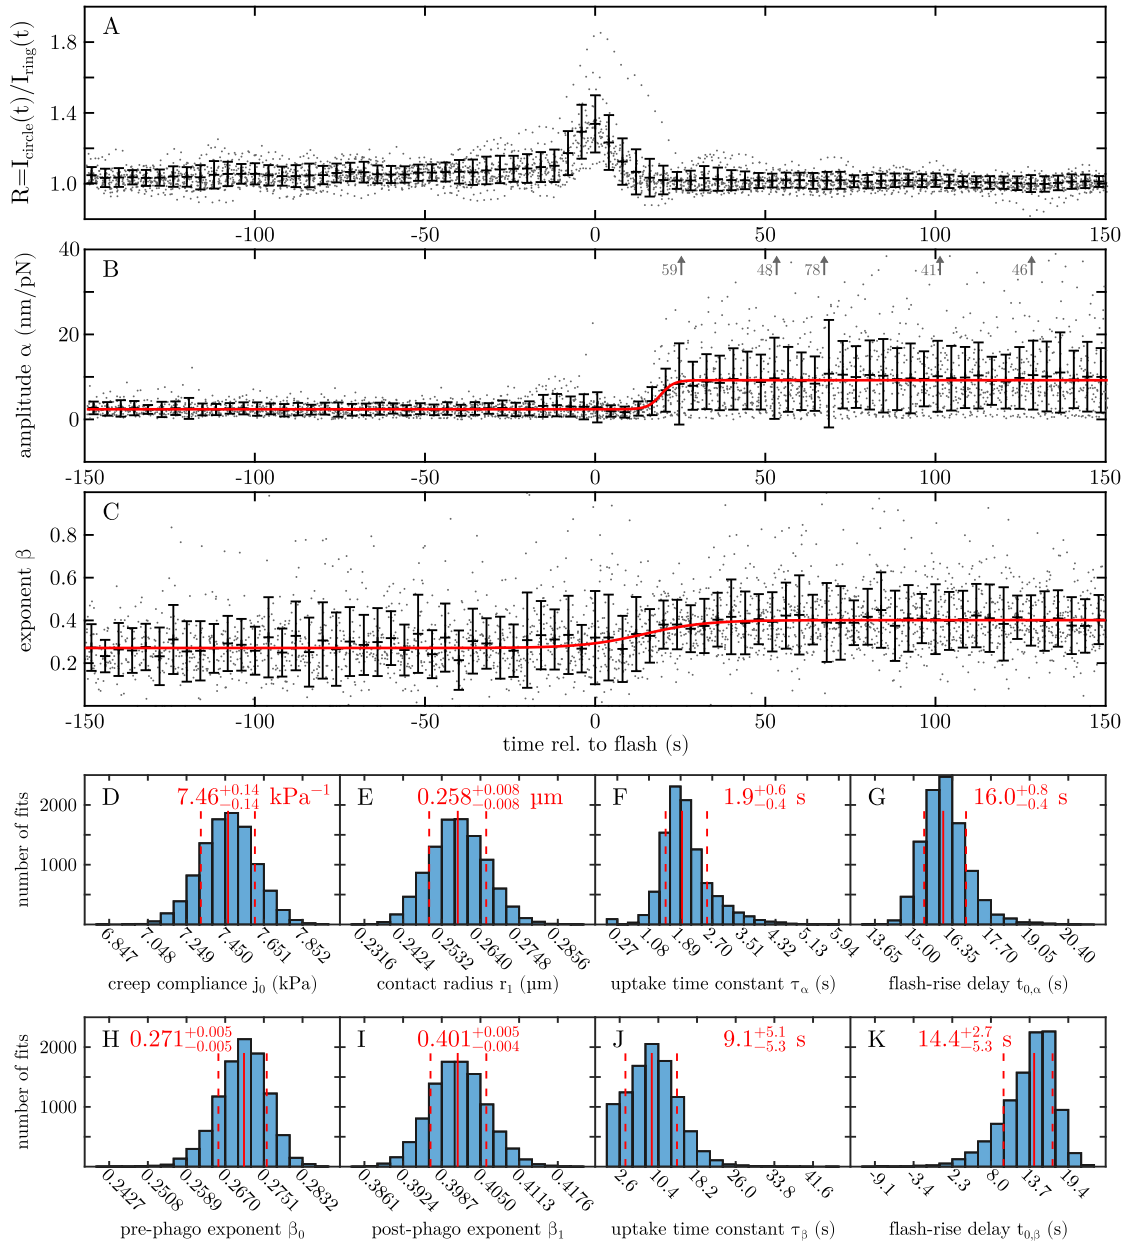 A
R=I_circle(t)/I_ring(t)
1.8
1.4
1.0
-100 -50 0 50 100 150
B
amplitude α (nm/pN)
40
20
0
59 48 78 41 46
-150 -100 -50 0 50 100 150
C
exponent β
0.8
0.6
0.4
0.2
-150 -100 -50 0 50 100 150
time rel. to flash (s)
number of fits
2000
1000
D
7.46 +0.14 −0.14 kPa⁻¹
6.847 7.048 7.249 7.450 7.651 7.852
creep compliance j₀ (kPa)
E
0.258 +0.008 −0.008 µm
0.2316 0.2424 0.2532 0.2640 0.2748 0.2856
contact radius r₁ (µm)
F
1.9 +0.6 −0.4 s
0.27 1.08 1.89 2.70 3.51 4.32 5.13 5.94
uptake time constant τ_α (s)
G
16.0 +0.8 −0.4 s
13.65 15.00 16.35 17.70 19.05 20.40
flash-rise delay t_0,α (s)
number of fits
2000
1000
H
0.271 +0.005 −0.005
0.2427 0.2508 0.2589 0.2670 0.2751 0.2832
pre-phago exponent β₀
I
0.401 +0.005 −0.004
0.3861 0.3924 0.3987 0.4050 0.4113 0.4176
post-phago exponent β₁
J
9.1 +5.1 −5.3 s
2.6 10.4 18.2 26.0 33.8 41.6
uptake time constant τ_β (s)
K
14.4 +2.7 −5.3 s
-9.1 -3.4 2.3 8.0 13.7 19.4
flash-rise delay t_0,β (s)